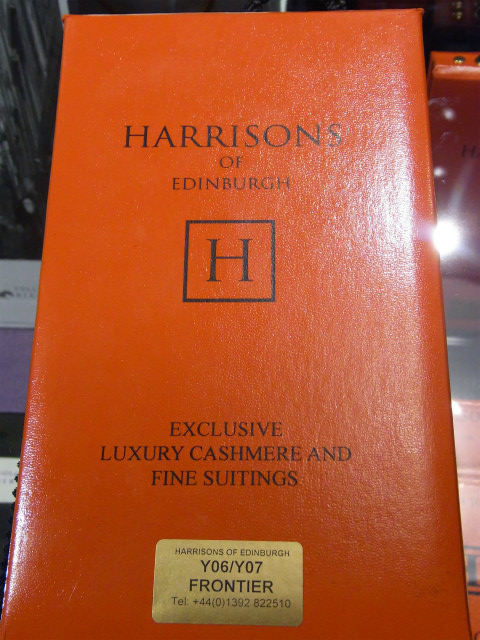 HARRISONS
OF
EDINBURGH
H
EXCLUSIVE
LUXURY CASHMERE AND
FINE SUITINGS
HARRISONS OF EDINBURGH
Y06/Y07
FRONTIER
Tel: +44(0)1392 822510